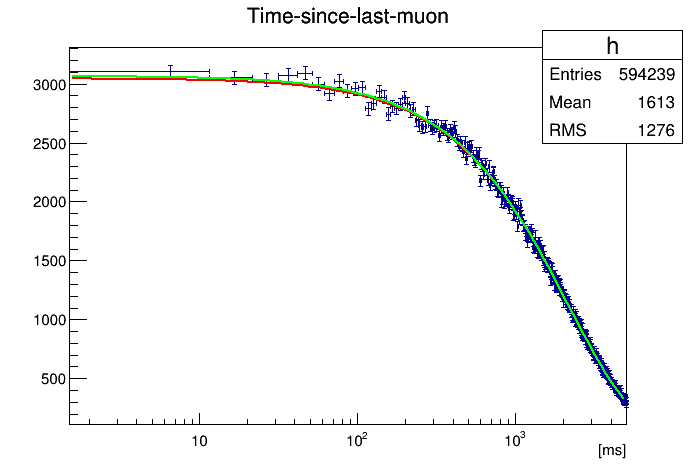 Time-since-last-muon
h
Entries 594239
Mean 1613
RMS 1276
3000
2500
2000
1500
1000
500
10
10²
10³
[ms]